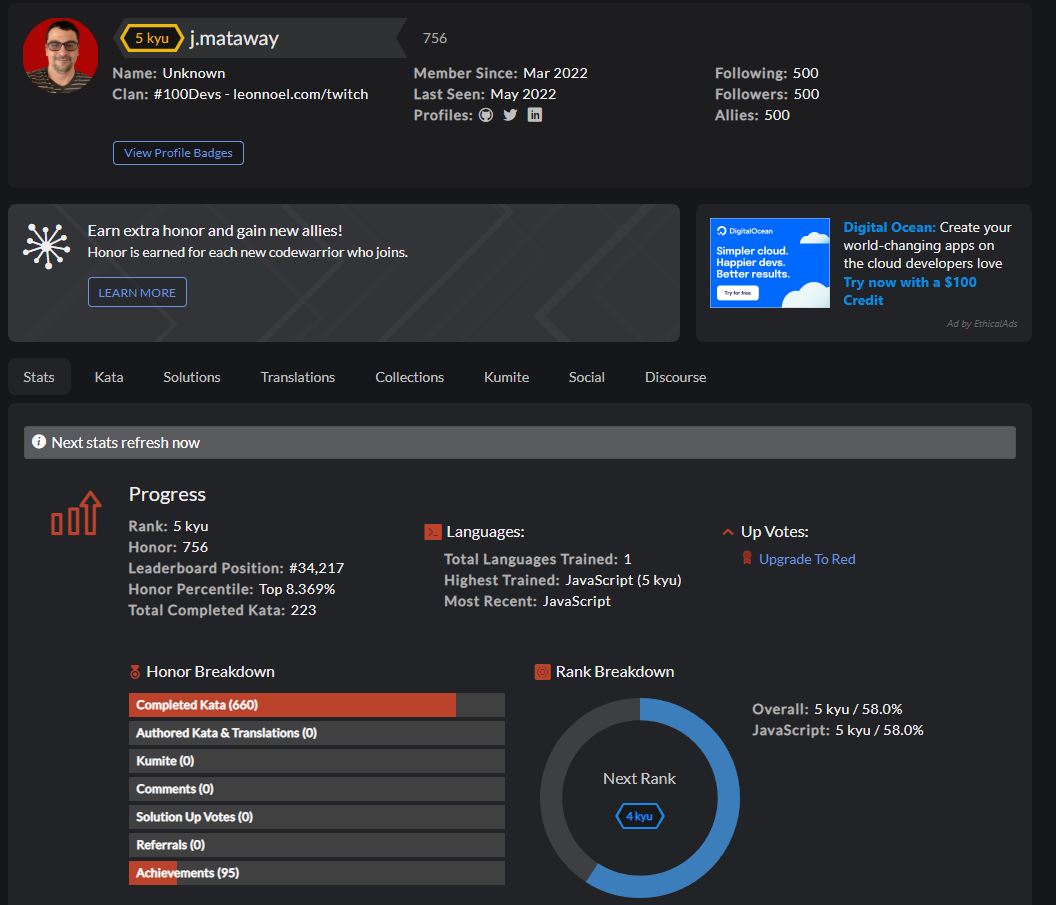 5 kyu j.mataway 756
Name: Unknown
Clan: #100Devs - leonnoel.com/twitch
Member Since: Mar 2022
Last Seen: May 2022
Profiles:
Following: 500
Followers: 500
Allies: 500
View Profile Badges
Earn extra honor and gain new allies!
Honor is earned for each new codewarrior who joins.
LEARN MORE
DigitalOcean
Simpler cloud.
Happier devs.
Better results.
Try for free
Digital Ocean: Create your
world-changing apps on
the cloud developers love
Try now with a $100
Credit
Ad by EthicalAds
Stats Kata Solutions Translations Collections Kumite Social Discourse
Next stats refresh now
Progress
Rank: 5 kyu
Honor: 756
Leaderboard Position: #34,217
Honor Percentile: Top 8.369%
Total Completed Kata: 223
Languages:
Total Languages Trained: 1
Highest Trained: JavaScript (5 kyu)
Most Recent: JavaScript
Up Votes:
Upgrade To Red
Honor Breakdown
Completed Kata (660)
Authored Kata & Translations (0)
Kumite (0)
Comments (0)
Solution Up Votes (0)
Referrals (0)
Achievements (95)
Rank Breakdown
Next Rank
4 kyu
Overall: 5 kyu / 58.0%
JavaScript: 5 kyu / 58.0%